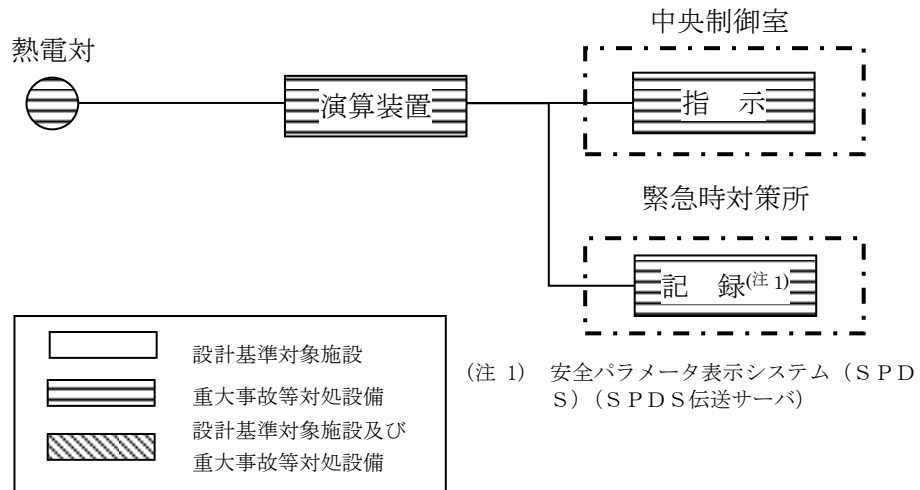 中央制御室
熱電対
演算装置
指　示
緊急時対策所
記　録(注 1)
設計基準対象施設
重大事故等対処設備
設計基準対象施設及び
重大事故等対処設備
(注 1)　安全パラメータ表示システム（ＳＰＤ
Ｓ）（ＳＰＤＳ伝送サーバ）